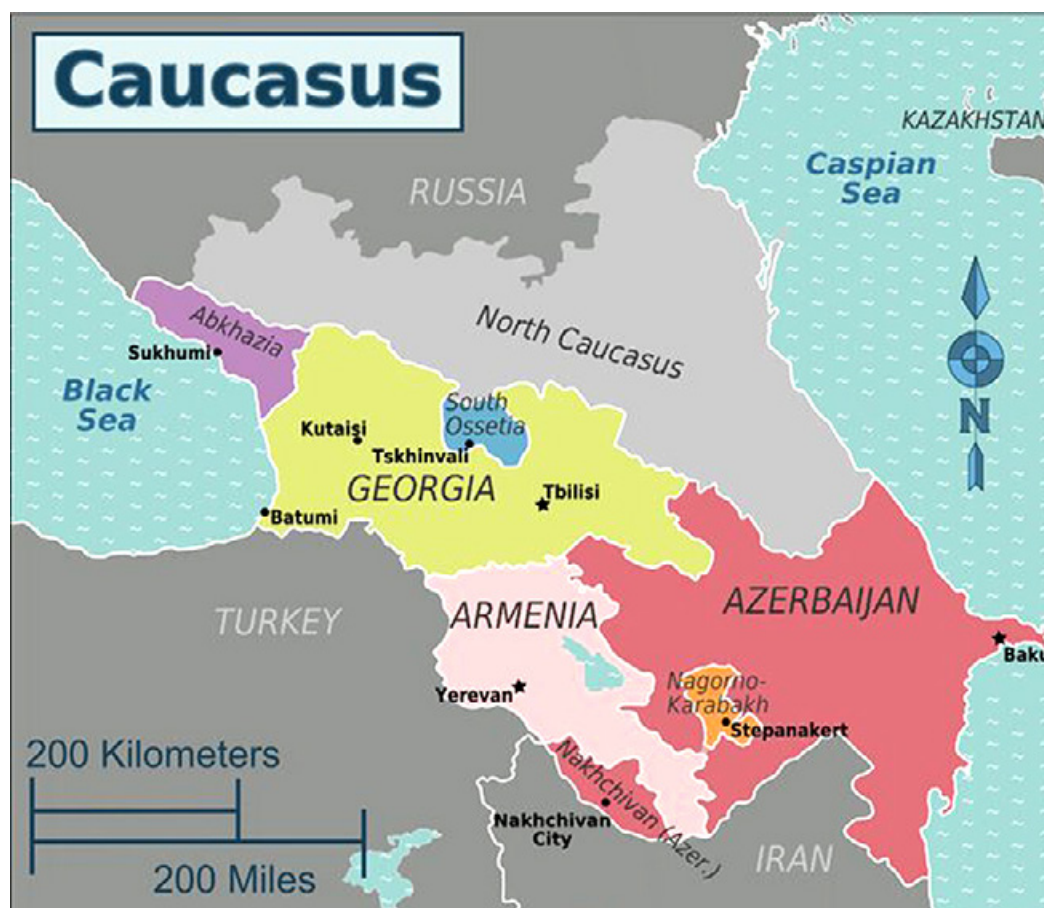 Caucasus
KAZAKHSTAN
RUSSIA
Caspian
Sea
North Caucasus
Abkhazia
Sukhumi
Black
Sea
South
Ossetia
N
Kutaisi
Tskhinvali
GEORGIA
Tbilisi
Batumi
TURKEY
ARMENIA
AZERBAIJAN
Baku
Yerevan
Nagorno-
Karabakh
Stepanakert
200 Kilometers
Nakhchivan (Azer.)
Nakhchivan
City
IRAN
200 Miles